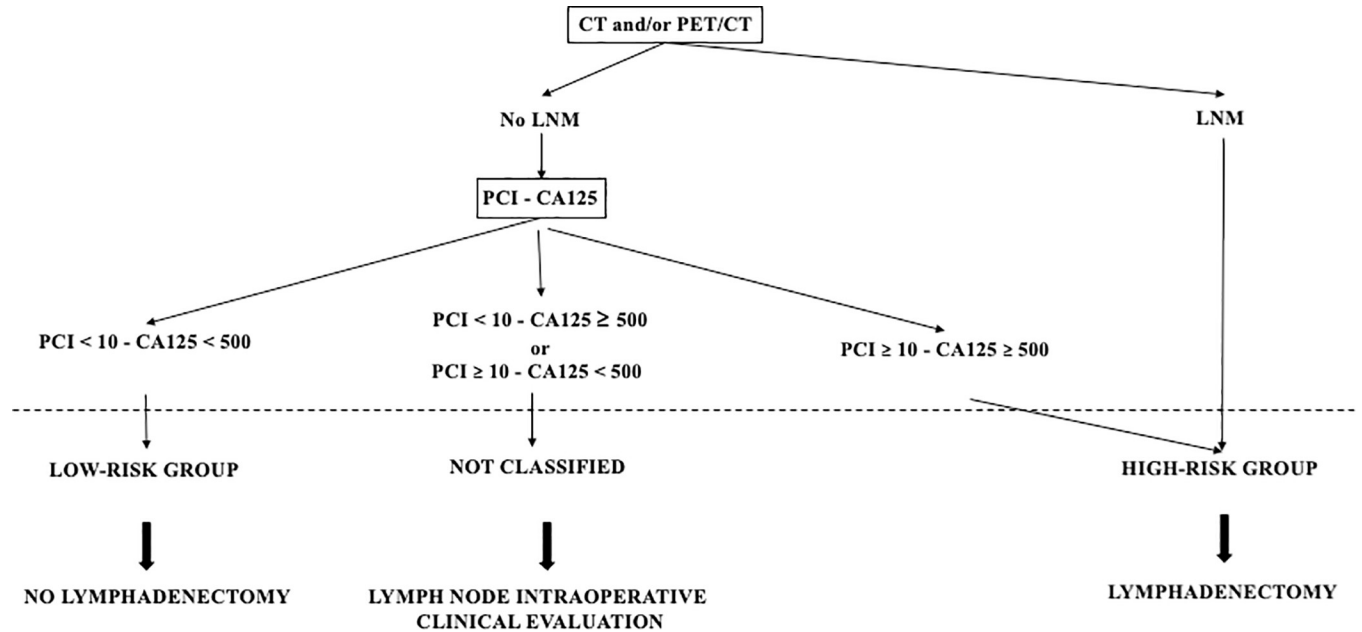 CT and/or PET/CT
No LNM
LNM
PCI - CA125
PCI < 10 - CA125 < 500
PCI < 10 - CA125 ≥ 500
or
PCI ≥ 10 - CA125 < 500
PCI ≥ 10 - CA125 ≥ 500
LOW-RISK GROUP
NOT CLASSIFIED
HIGH-RISK GROUP
NO LYMPHADENECTOMY
LYMPH NODE INTRAOPERATIVE
CLINICAL EVALUATION
LYMPHADENECTOMY